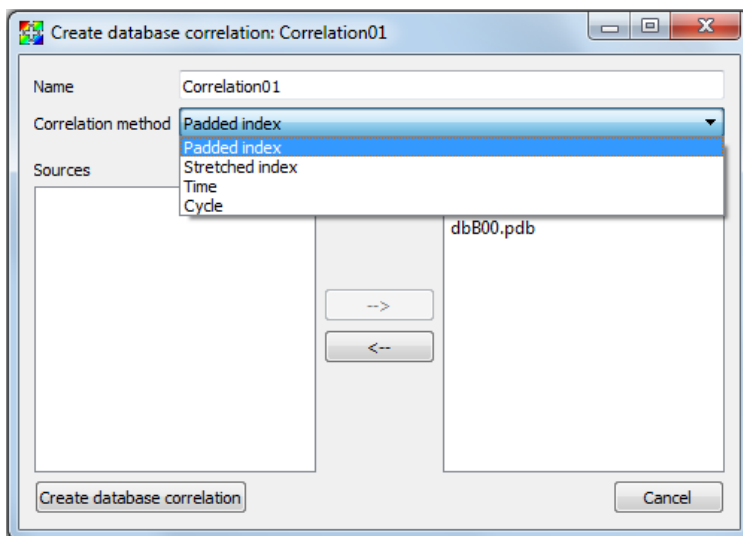 Create database correlation: Correlation01
Name
Correlation01
Correlation method
Padded index
Padded index
Stretched index
Time
Cycle
Sources
dbB00.pdb
-->
<--
Create database correlation
Cancel